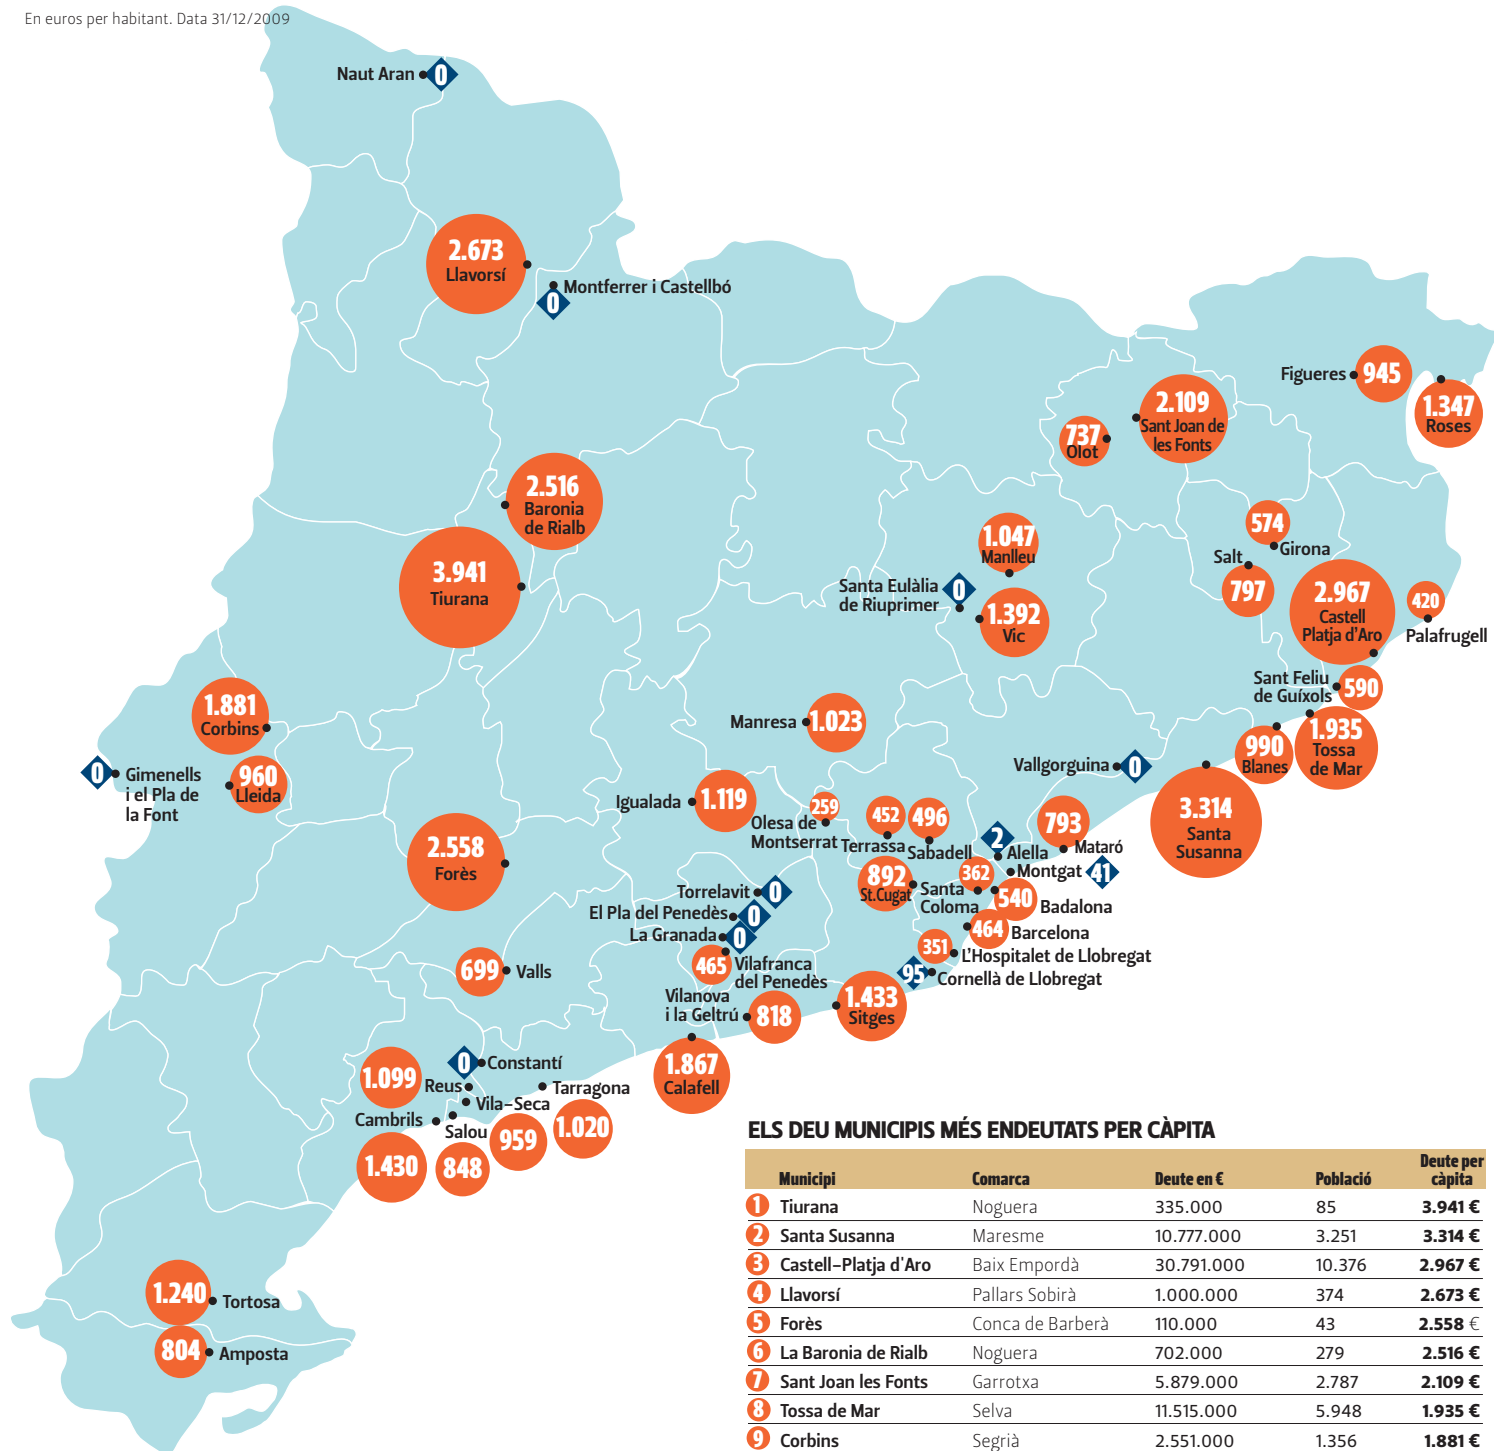 En euros per habitant. Data 31/12/2009
Naut Aran 0
2.673
Llavorsí
Montferrer i Castellbó
0
Figueres 945
1.347
Roses
2.109
Sant Joan de
les Fonts
737
Olot
2.516
Baronia
de Rialb
3.941
Tiurana
574
Girona
Salt
797
1.047
Manlleu
Santa Eulàlia
de Riuprimer
0
1.392
Vic
2.967
Castell
Platja d'Aro
420
Palafrugell
Sant Feliu
de Guíxols
590
1.881
Corbins
Manresa 1.023
1.935
Tossa
de Mar
990
Blanes
Vallgorguina 0
0 Gimenells
i el Pla de
la Font
960
Lleida
Igualada 1.119
259
Olesa de
Montserrat
452
Terrassa
496
Sabadell
2
Alella
793
Mataró
3.314
Santa
Susanna
2.558
Forès
892
St.Cugat
Montgat 41
362
Santa
Coloma
540
Badalona
Torrelavit 0
El Pla del Penedès 0
La Granada 0
464
Barcelona
351
L'Hospitalet de Llobregat
465
Vilafranca
del Penedès
95
Cornellà de Llobregat
699 Valls
Vilanova
i la Geltrú 818
1.433
Sitges
0 Constantí
1.867
Calafell
1.099
Reus
Tarragona
1.020
Vila-Seca
959
Cambrils
1.430
Salou
848
1.240
Tortosa
804
Amposta
ELS DEU MUNICIPIS MÉS ENDEUTATS PER CÀPITA
Municipi Comarca Deute en € Població Deute per
càpita
1 Tiurana Noguera 335.000 85 3.941 €
2 Santa Susanna Maresme 10.777.000 3.251 3.314 €
3 Castell-Platja d'Aro Baix Empordà 30.791.000 10.376 2.967 €
4 Llavorsí Pallars Sobirà 1.000.000 374 2.673 €
5 Forès Conca de Barberà 110.000 43 2.558 €
6 La Baronia de Rialb Noguera 702.000 279 2.516 €
7 Sant Joan les Fonts Garrotxa 5.879.000 2.787 2.109 €
8 Tossa de Mar Selva 11.515.000 5.948 1.935 €
9 Corbins Segrià 2.551.000 1.356 1.881 €